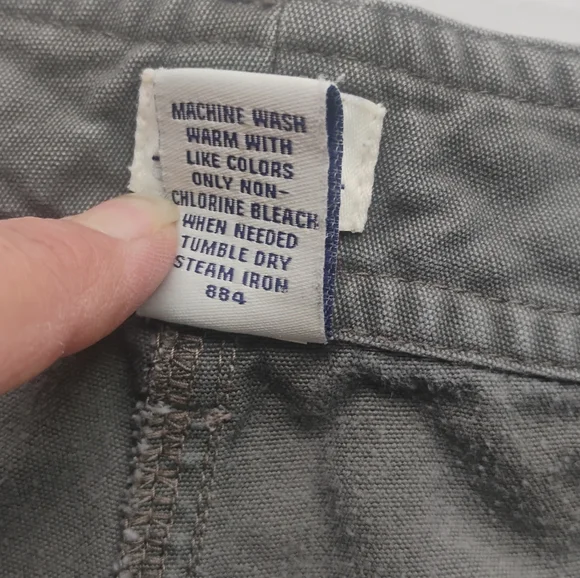 MACHINE WASH
WARM WITH
LIKE COLORS
ONLY NON-
CHLORINE BLEACH
WHEN NEEDED
TUMBLE DRY
STEAM IRON
884